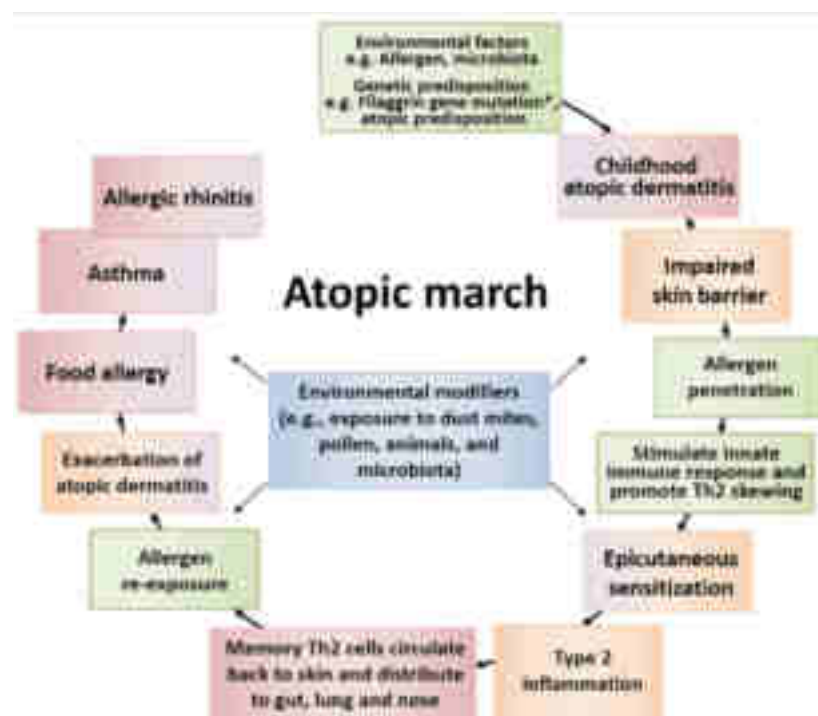 Environmental factors
e.g. Allergen, microbiota
Genetic predisposition
e.g. Filaggrin gene mutation*,
atopic predisposition
Childhood
atopic dermatitis
Impaired
skin barrier
Allergen
penetration
Stimulate innate
immune response and
promote Th2 skewing
Epicutaneous
sensitization
Type 2
inflammation
Memory Th2 cells circulate
back to skin and distribute
to gut, lung and nose
Allergen
re-exposure
Exacerbation of
atopic dermatitis
Food allergy
Asthma
Allergic rhinitis
Atopic march
Environmental modifiers
(e.g., exposure to dust mites,
pollen, animals, and
microbiota)